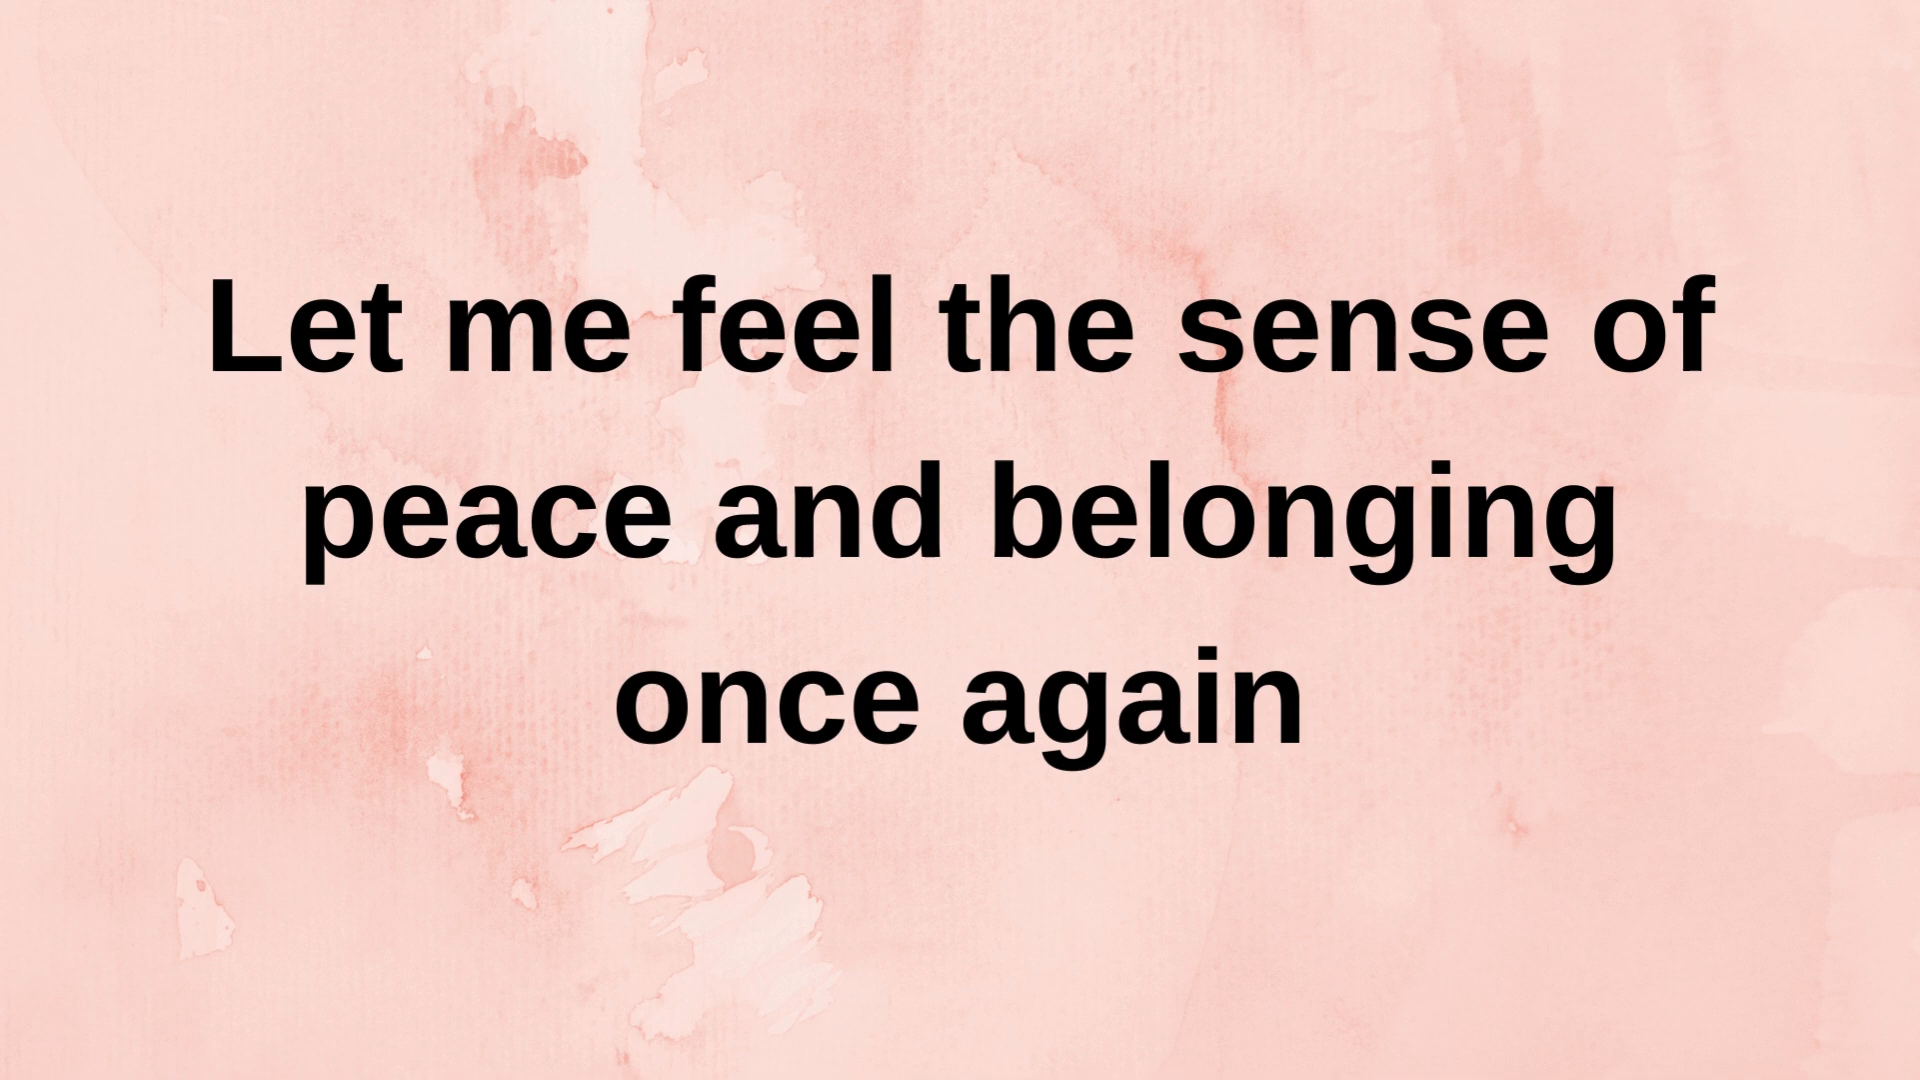 Let me feel the sense of
peace and belonging
once again